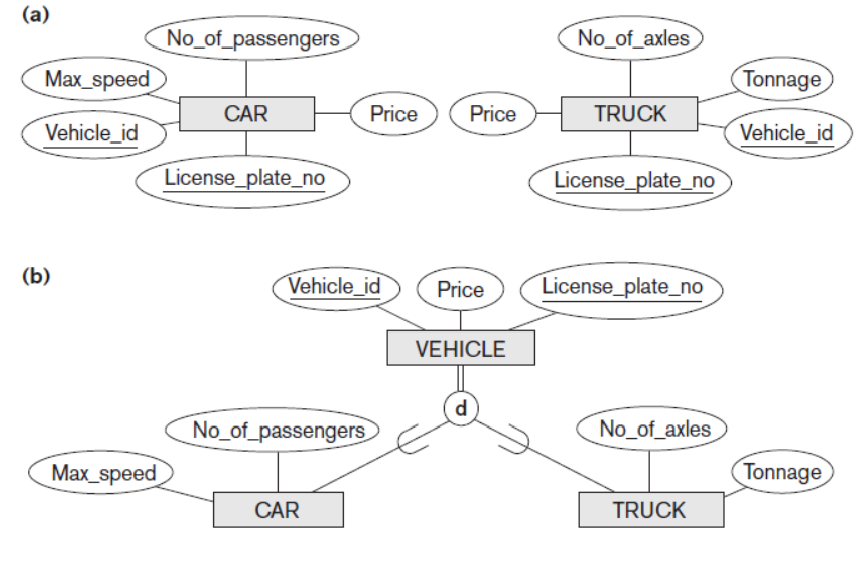 (a)
No_of_passengers
No_of_axles
Max_speed
Tonnage
CAR
Price
Price
TRUCK
Vehicle_id
Vehicle_id
License_plate_no
License_plate_no
(b)
Vehicle_id
Price
License_plate_no
VEHICLE
d
No_of_passengers
No_of_axles
Max_speed
Tonnage
CAR
TRUCK